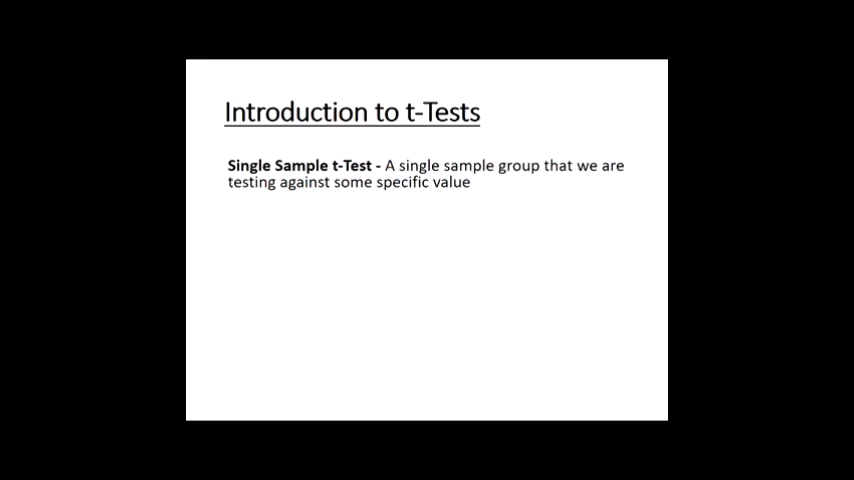 Introduction to t-Tests
Single Sample t-Test - A single sample group that we are
testing against some specific value